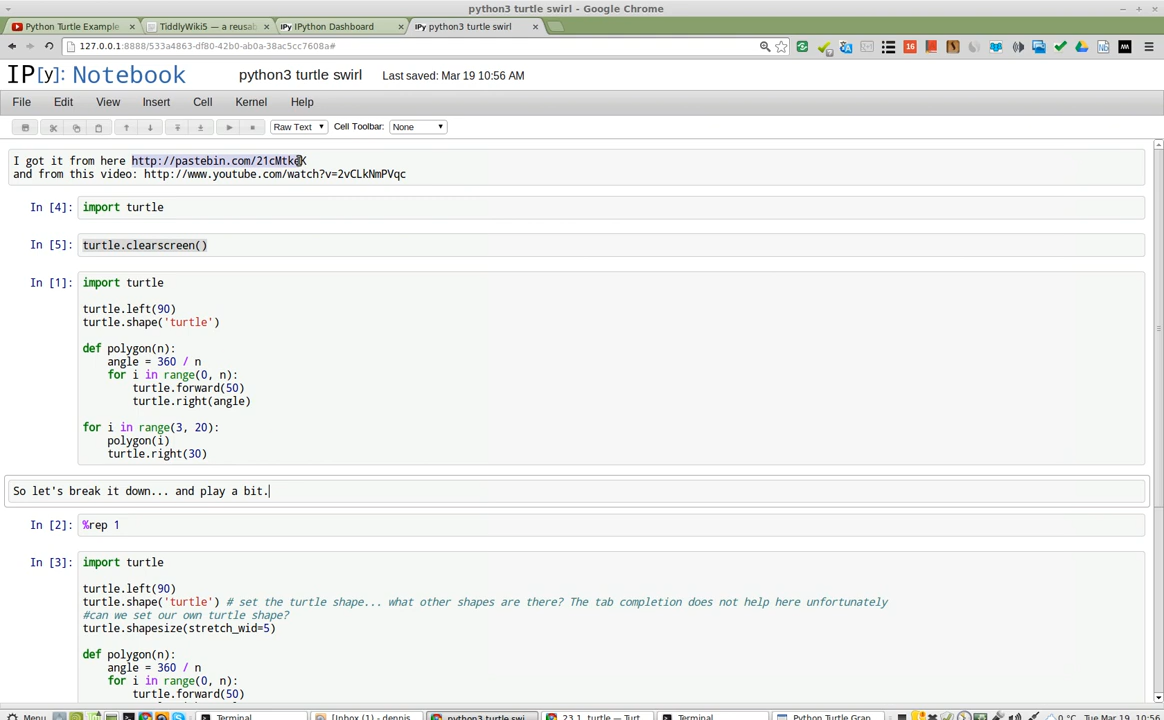 python3 turtle swirl - Google Chrome
Python Turtle Example
TiddlyWiki5 — a reusab
IPython Dashboard
python3 turtle swirl
127.0.0.1:8888/533a4863-df80-42b0-ab0a-38ac5cc7608a#
IP[y]: Notebook
python3 turtle swirl
Last saved: Mar 19 10:56 AM
File Edit View Insert Cell Kernel Help
Raw Text Cell Toolbar: None
I got it from here http://pastebin.com/21cMtkeX
and from this video: http://www.youtube.com/watch?v=2vCLkNmPVqc
In [4]: import turtle
In [5]: turtle.clearscreen()
In [1]: import turtle
turtle.left(90)
turtle.shape('turtle')
def polygon(n):
angle = 360 / n
for i in range(0, n):
turtle.forward(50)
turtle.right(angle)
for i in range(3, 20):
polygon(i)
turtle.right(30)
So let's break it down... and play a bit.
In [2]: %rep 1
In [3]: import turtle
turtle.left(90)
turtle.shape('turtle') # set the turtle shape... what other shapes are there? The tab completion does not help here unfortunately
#can we set our own turtle shape?
turtle.shapesize(stretch_wid=5)
def polygon(n):
angle = 360 / n
for i in range(0, n):
turtle.forward(50)
Menu
Terminal
[Inbox (1) - dennis
python3 turtle swi
23.1. turtle — Turt
Terminal
Python Turtle Grap
0 °C
Tue Mar 19, 10:56